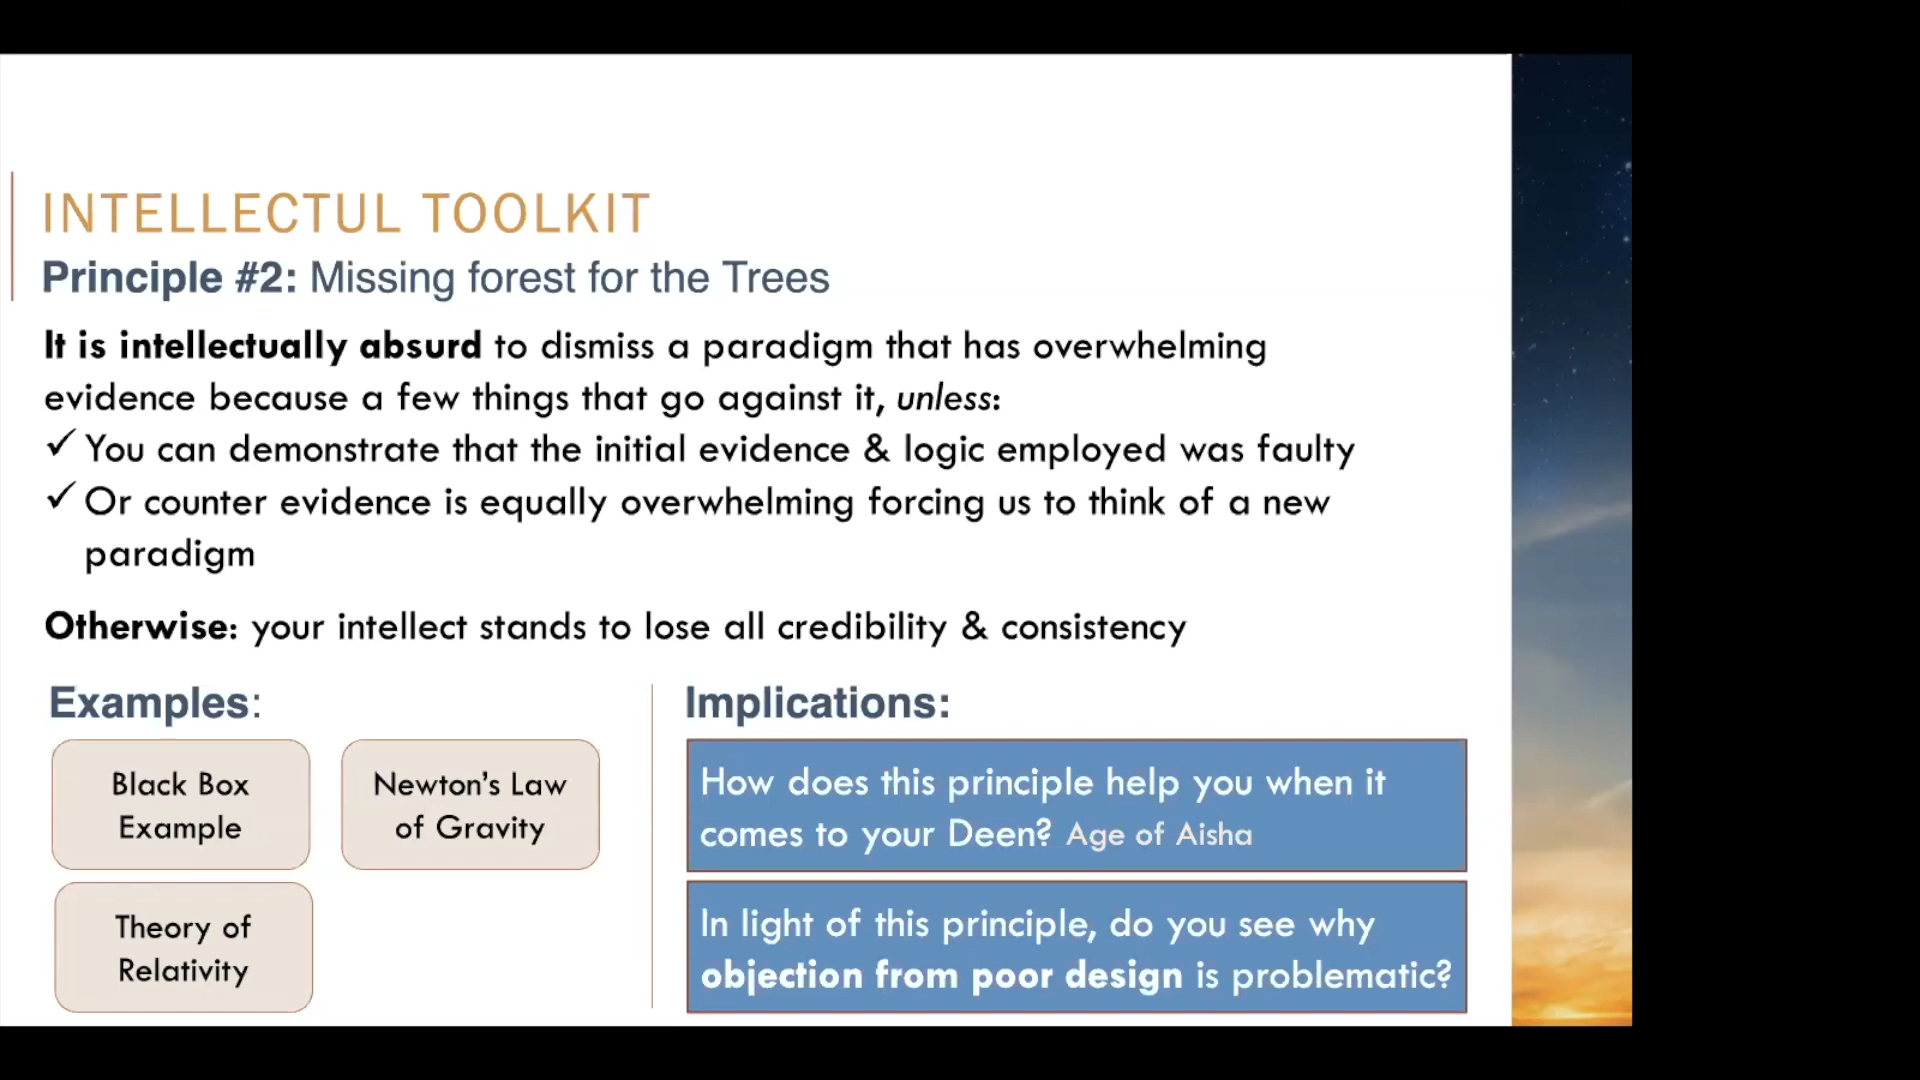 INTELLECTUL TOOLKIT
Principle #2: Missing forest for the Trees
It is intellectually absurd to dismiss a paradigm that has overwhelming
evidence because a few things that go against it, unless:
✓ You can demonstrate that the initial evidence & logic employed was faulty
✓ Or counter evidence is equally overwhelming forcing us to think of a new
paradigm
Otherwise: your intellect stands to lose all credibility & consistency
Examples:
Black Box
Example
Newton's Law
of Gravity
Theory of
Relativity
Implications:
How does this principle help you when it
comes to your Deen? Age of Aisha
In light of this principle, do you see why
objection from poor design is problematic?